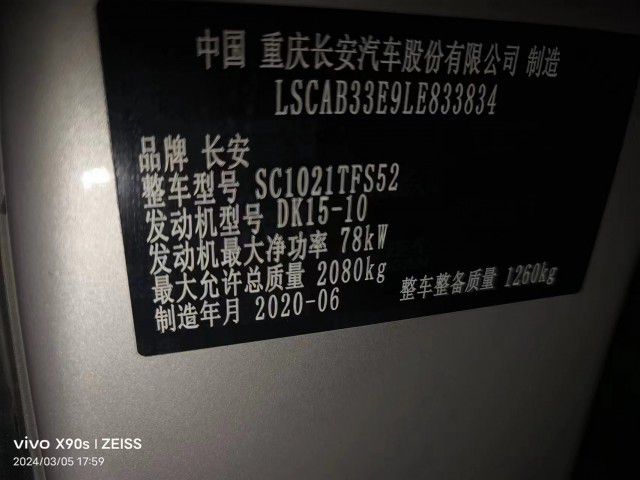 中国 重庆长安汽车股份有限公司 制造
LSCAB33E9LE833834
品牌 长安
整车型号 SC1021TFS52
发动机型号 DK15-10
发动机最大净功率 78kW
最大允许总质量 2080kg 整车整备质量 1260kg
制造年月 2020-06
vivo X90s | ZEISS
2024/03/05 17:59